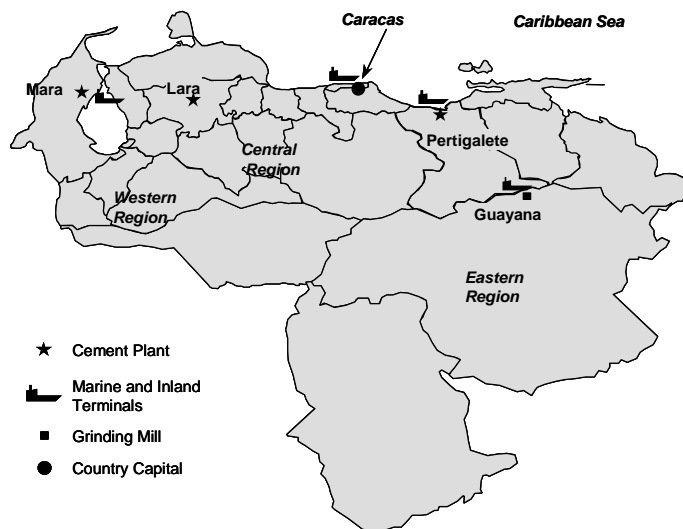 Caracas
Caribbean Sea
Mara
Lara
Pertigalete
Central
Region
Western
Region
Guayana
Eastern
Region
Cement Plant
Marine and Inland
Terminals
Grinding Mill
Country Capital